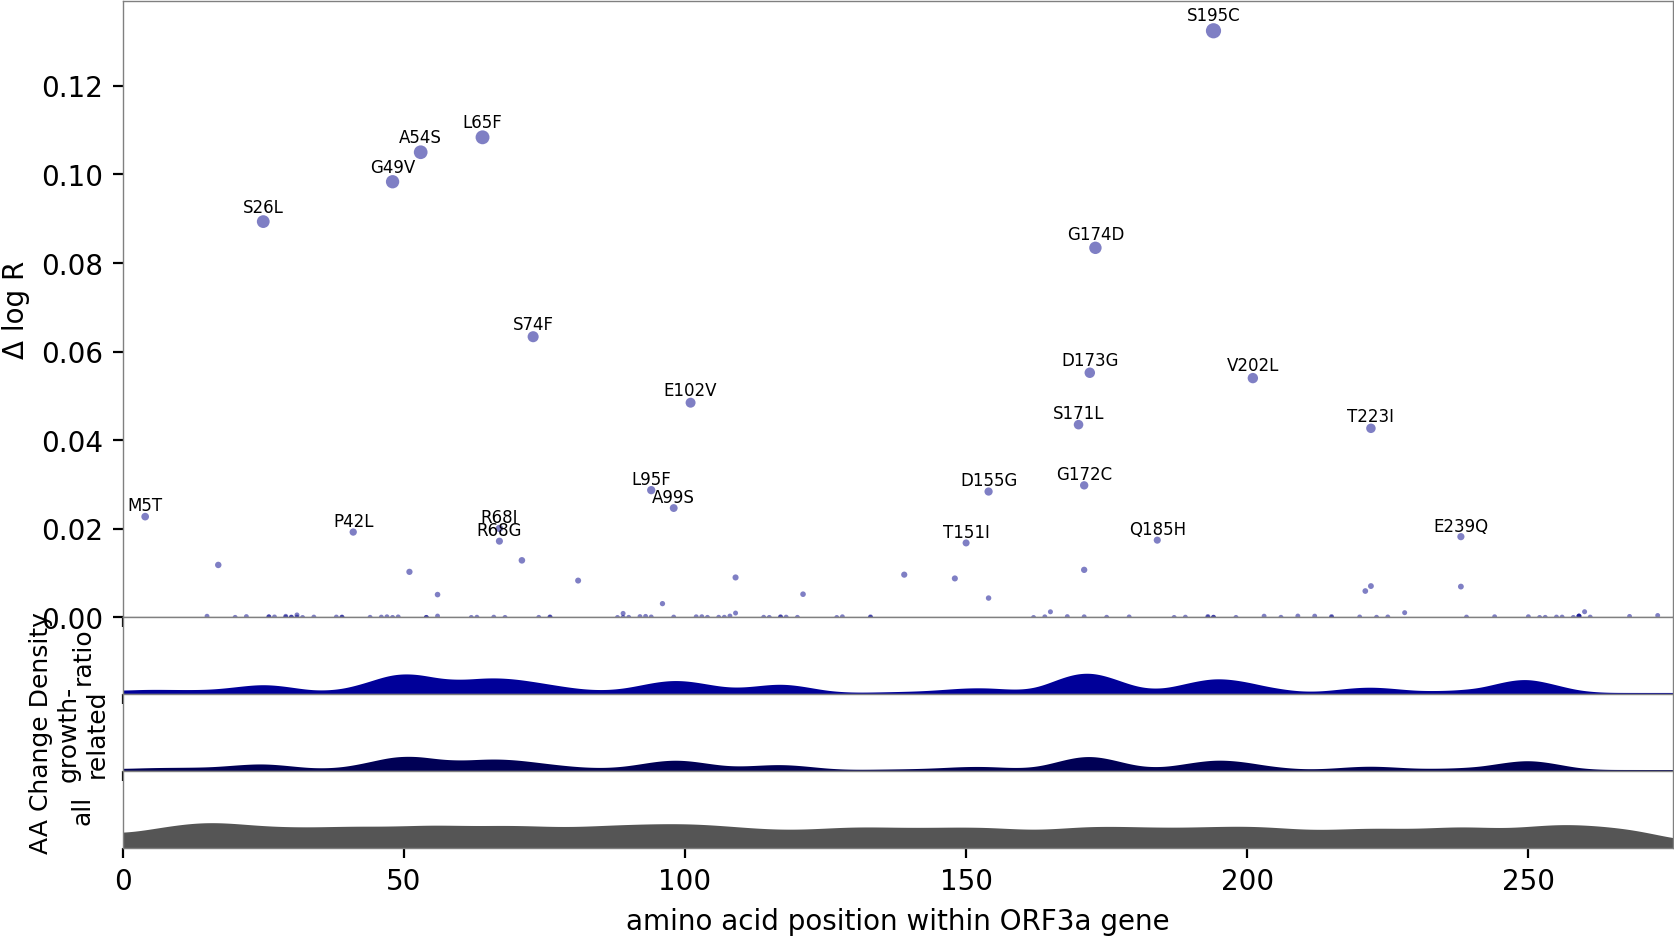 S195C
0.12
L65F
A54S
G49V
0.10
S26L
G174D
0.08
Δ log R
S74F
0.06
D173G
V202L
E102V
S171L
T223I
0.04
L95F
D155G
G172C
A99S
M5T
P42L
R68I
R68G
0.02
T151I
Q185H
E239Q
0.00
AA Change Density
ratio
growth-
related
all
0 50 100 150 200 250
amino acid position within ORF3a gene